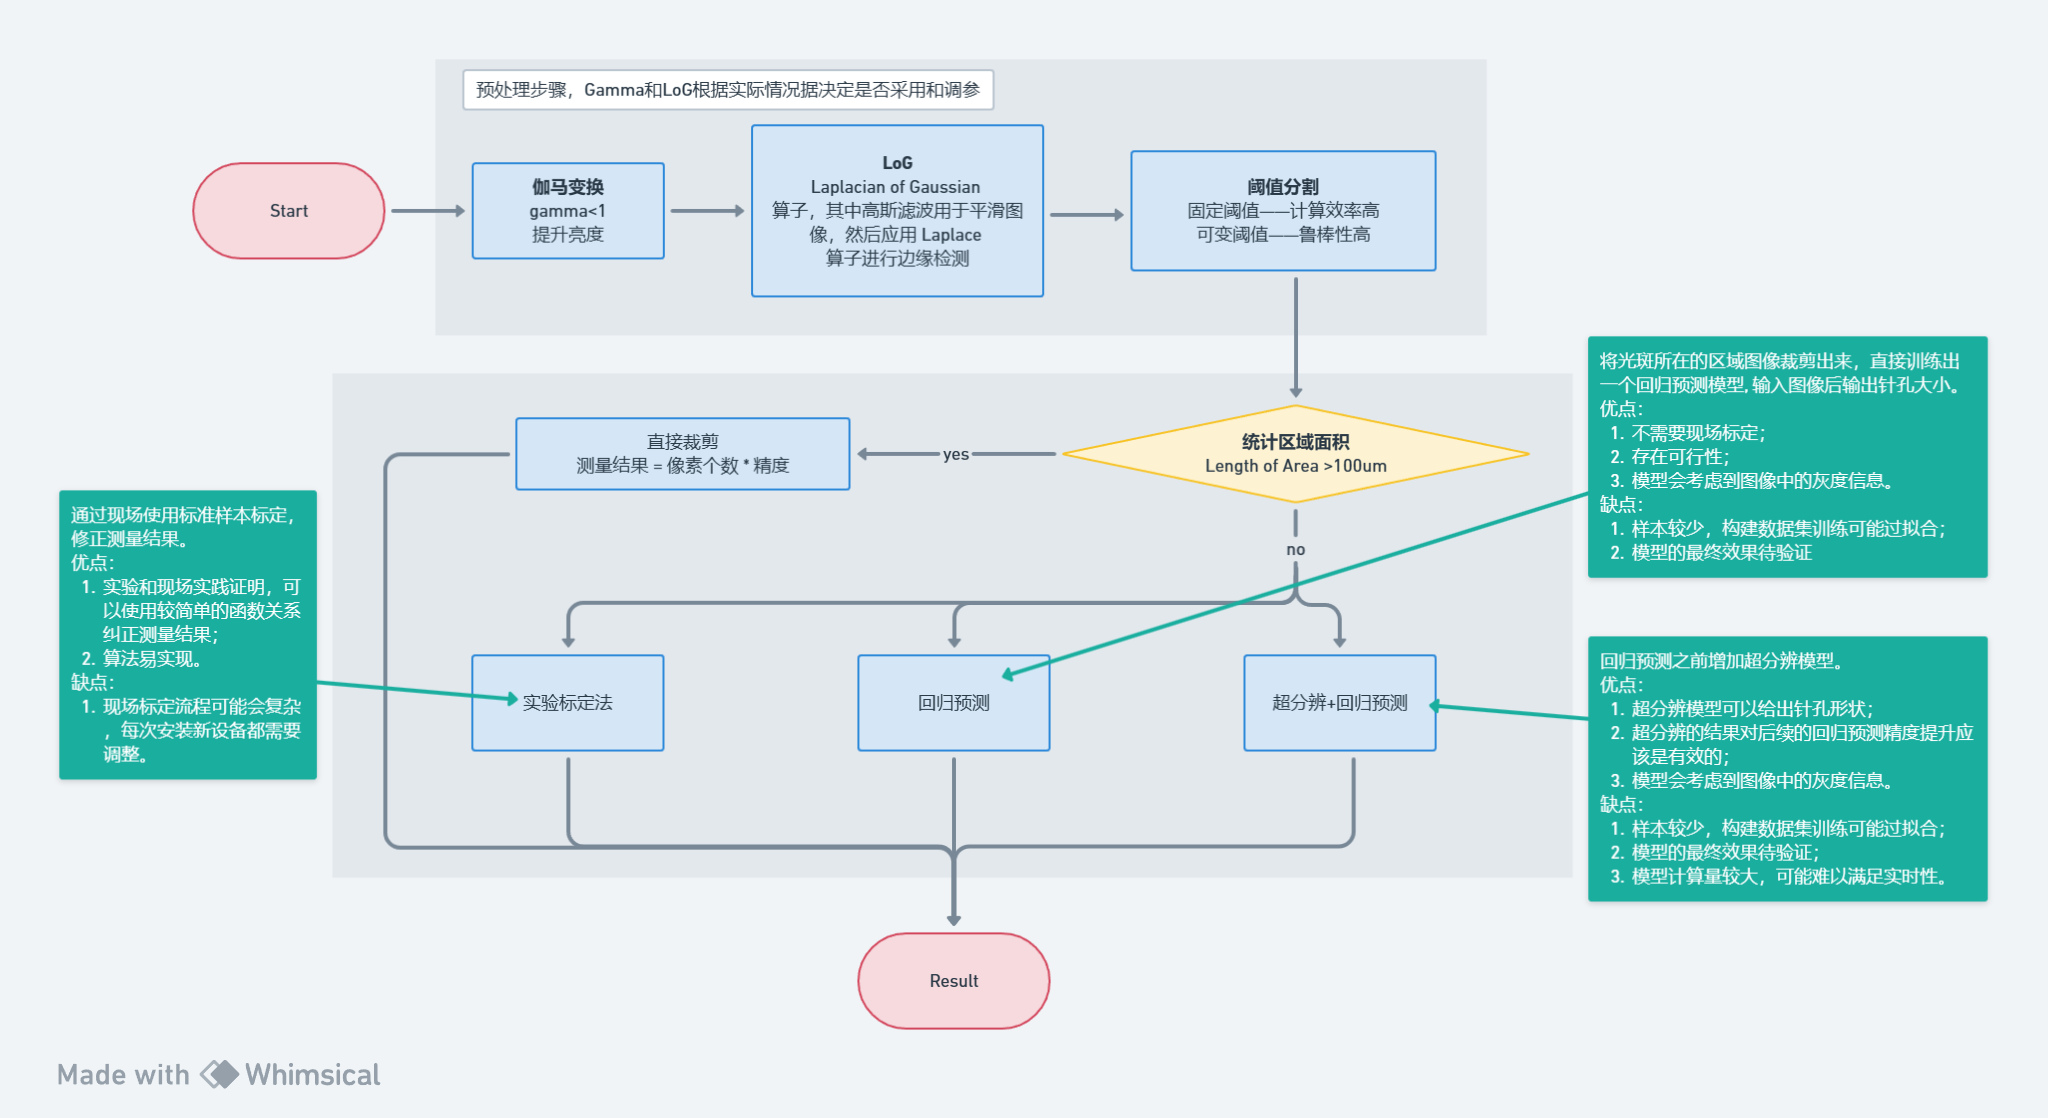 预处理步骤，Gamma和LoG根据实际情况据决定是否采用和调参
Start
伽马变换
gamma<1
提升亮度
LoG
Laplacian of Gaussian
算子，其中高斯滤波用于平滑图
像，然后应用 Laplace
算子进行边缘检测
阈值分割
固定阈值——计算效率高
可变阈值——鲁棒性高
统计区域面积
Length of Area >100um
yes
直接裁剪
测量结果 = 像素个数 * 精度
no
将光斑所在的区域图像裁剪出来，直接训练出
一个回归预测模型, 输入图像后输出针孔大小。
优点：
1. 不需要现场标定；
2. 存在可行性；
3. 模型会考虑到图像中的灰度信息。
缺点：
1. 样本较少，构建数据集训练可能过拟合；
2. 模型的最终效果待验证
通过现场使用标准样本标定，
修正测量结果。
优点：
1. 实验和现场实践证明，可
以使用较简单的函数关系
纠正测量结果；
2. 算法易实现。
缺点：
1. 现场标定流程可能会复杂
，每次安装新设备都需要
调整。
实验标定法
回归预测
超分辨+回归预测
回归预测之前增加超分辨模型。
优点：
1. 超分辨模型可以给出针孔形状；
2. 超分辨的结果对后续的回归预测精度提升应
该是有效的；
3. 模型会考虑到图像中的灰度信息。
缺点：
1. 样本较少，构建数据集训练可能过拟合；
2. 模型的最终效果待验证；
3. 模型计算量较大，可能难以满足实时性。
Result
Made with Whimsical